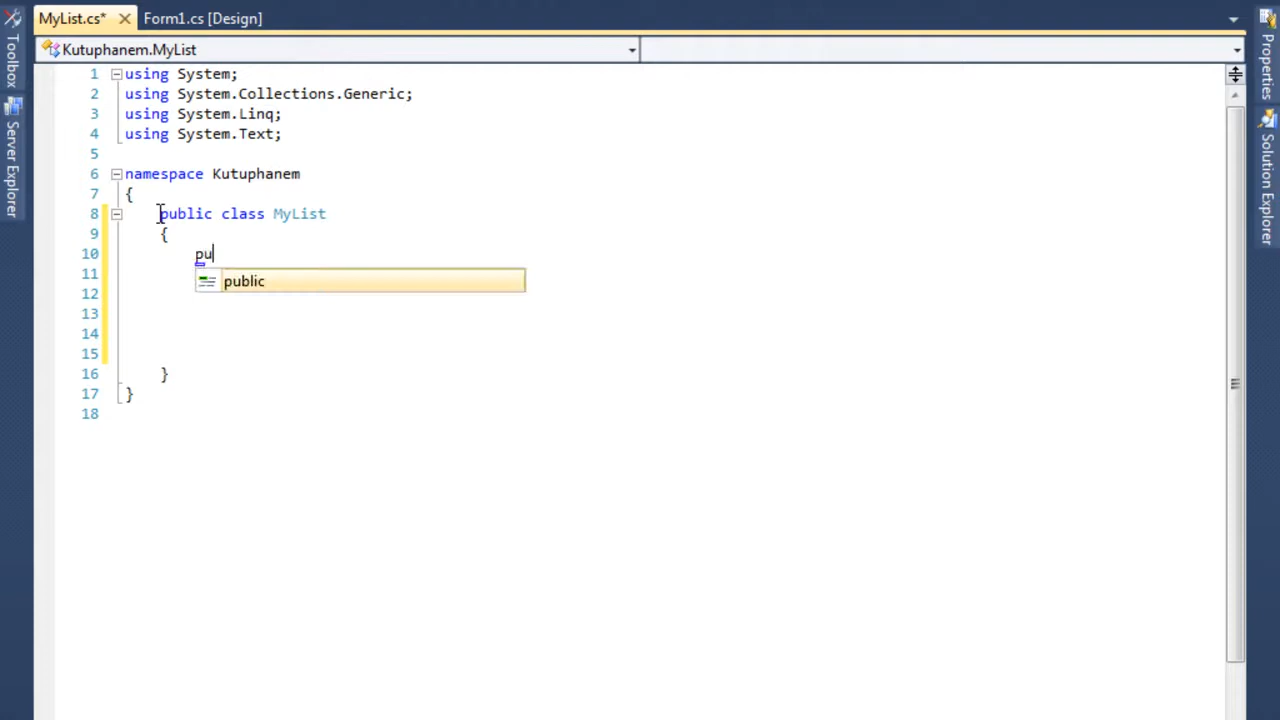 MyList.cs* Form1.cs [Design]
Kutuphanem.MyList
Toolbox
Server Explorer
1 using System;
2 using System.Collections.Generic;
3 using System.Linq;
4 using System.Text;
5
6 namespace Kutuphanem
7 {
8 public class MyList
9 {
10 pu
11 public
12
13
14
15
16 }
17 }
18
Properties
Solution Explorer